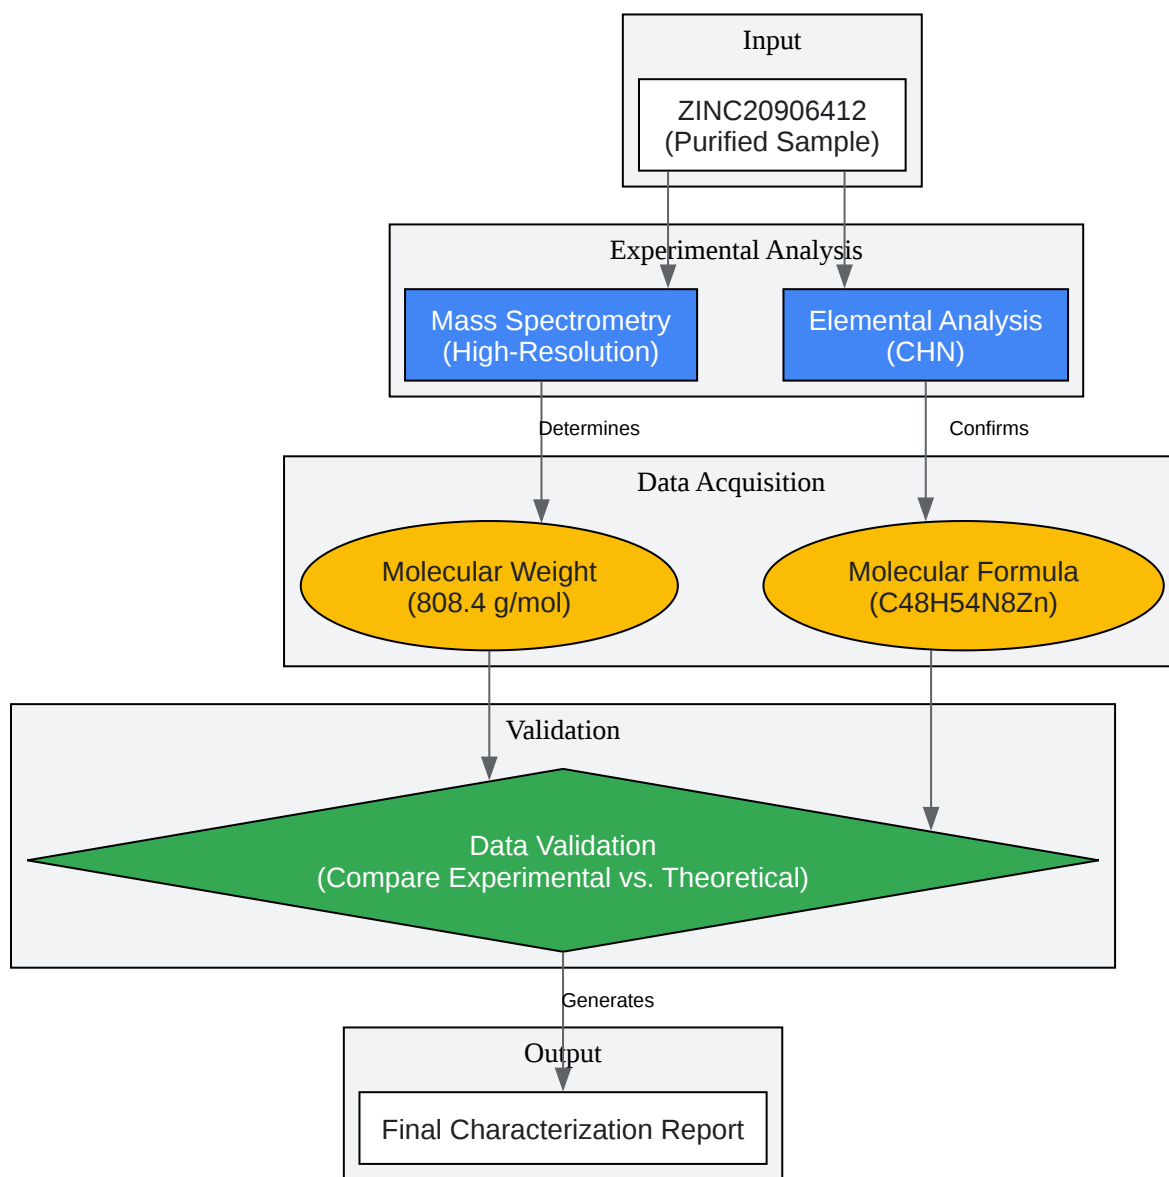 Input
ZINC20906412
(Purified Sample)
Experimental Analysis
Mass Spectrometry
(High-Resolution)
Elemental Analysis
(CHN)
Determines
Confirms
Data Acquisition
Molecular Weight
(808.4 g/mol)
Molecular Formula
(C48H54N8Zn)
Validation
Data Validation
(Compare Experimental vs. Theoretical)
Generates
Output
Final Characterization Report